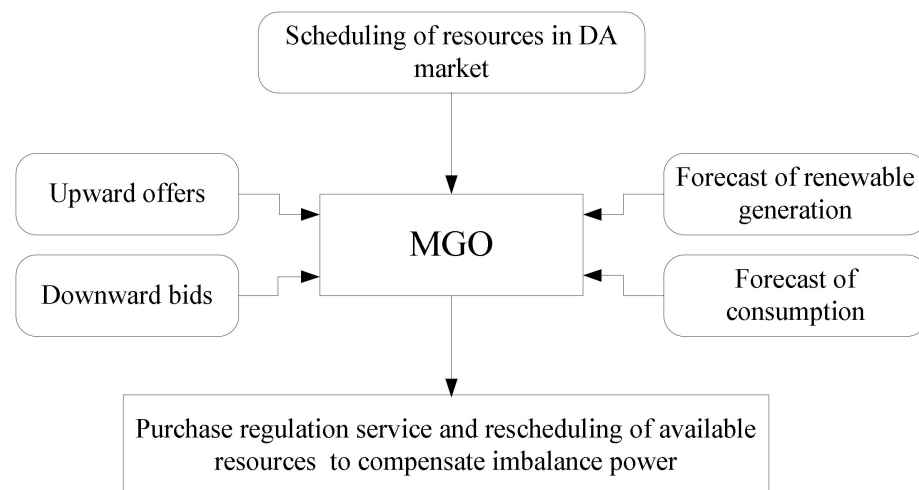 Scheduling of resources in DA
market
Upward offers
Downward bids
MGO
Forecast of renewable
generation
Forecast of
consumption
Purchase regulation service and rescheduling of available
resources to compensate imbalance power